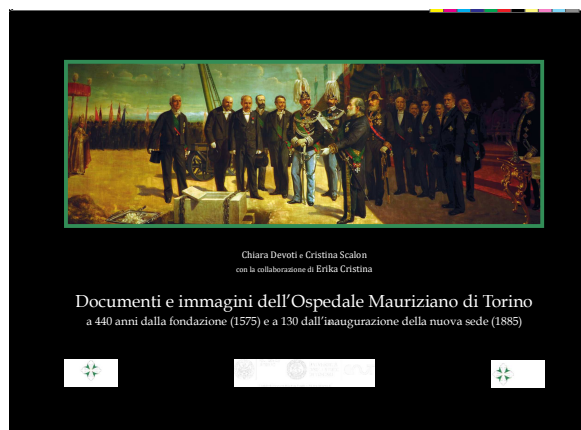 Chiara Devoti e Cristina Scalon
con la collaborazione di Erika Cristina
Documenti e immagini dell'Ospedale Mauriziano di Torino
a 440 anni dalla fondazione (1575) e a 130 dall'inaugurazione della nuova sede (1885)